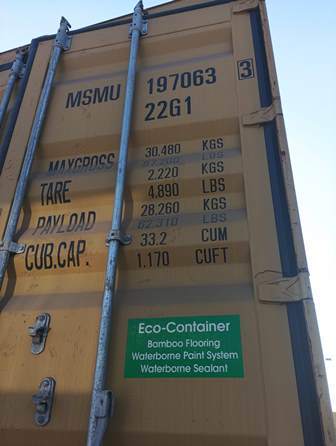 MSMU 197063 3
22G1
MAXGROSS 30,480 KGS
67,200 LBS
TARE 2,220 KGS
4,890 LBS
PAYLOAD 28,260 KGS
62,310 LBS
CUB.CAP. 33.2 CUM
1,170 CUFT
Eco-Container
Bamboo Flooring
Waterborne Paint System
Waterborne Sealant